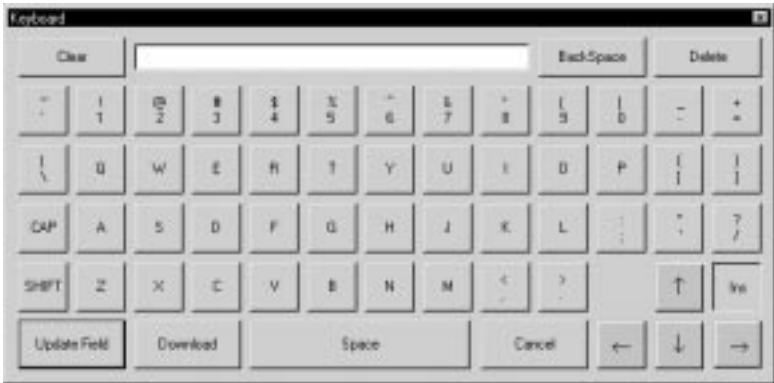 Keyboard
Clear BackSpace Delete
~ ! @ # $ % ^ & * ( ) _ +
` 1 2 3 4 5 6 7 8 9 0 - =
| Q W E R T Y U I O P { }
\ [ ]
CAP A S D F G H J K L : " ?
; ' /
SHIFT Z X C V B N M < > ↑ Ins
, .
Update Field Download Space Cancel ← ↓ →